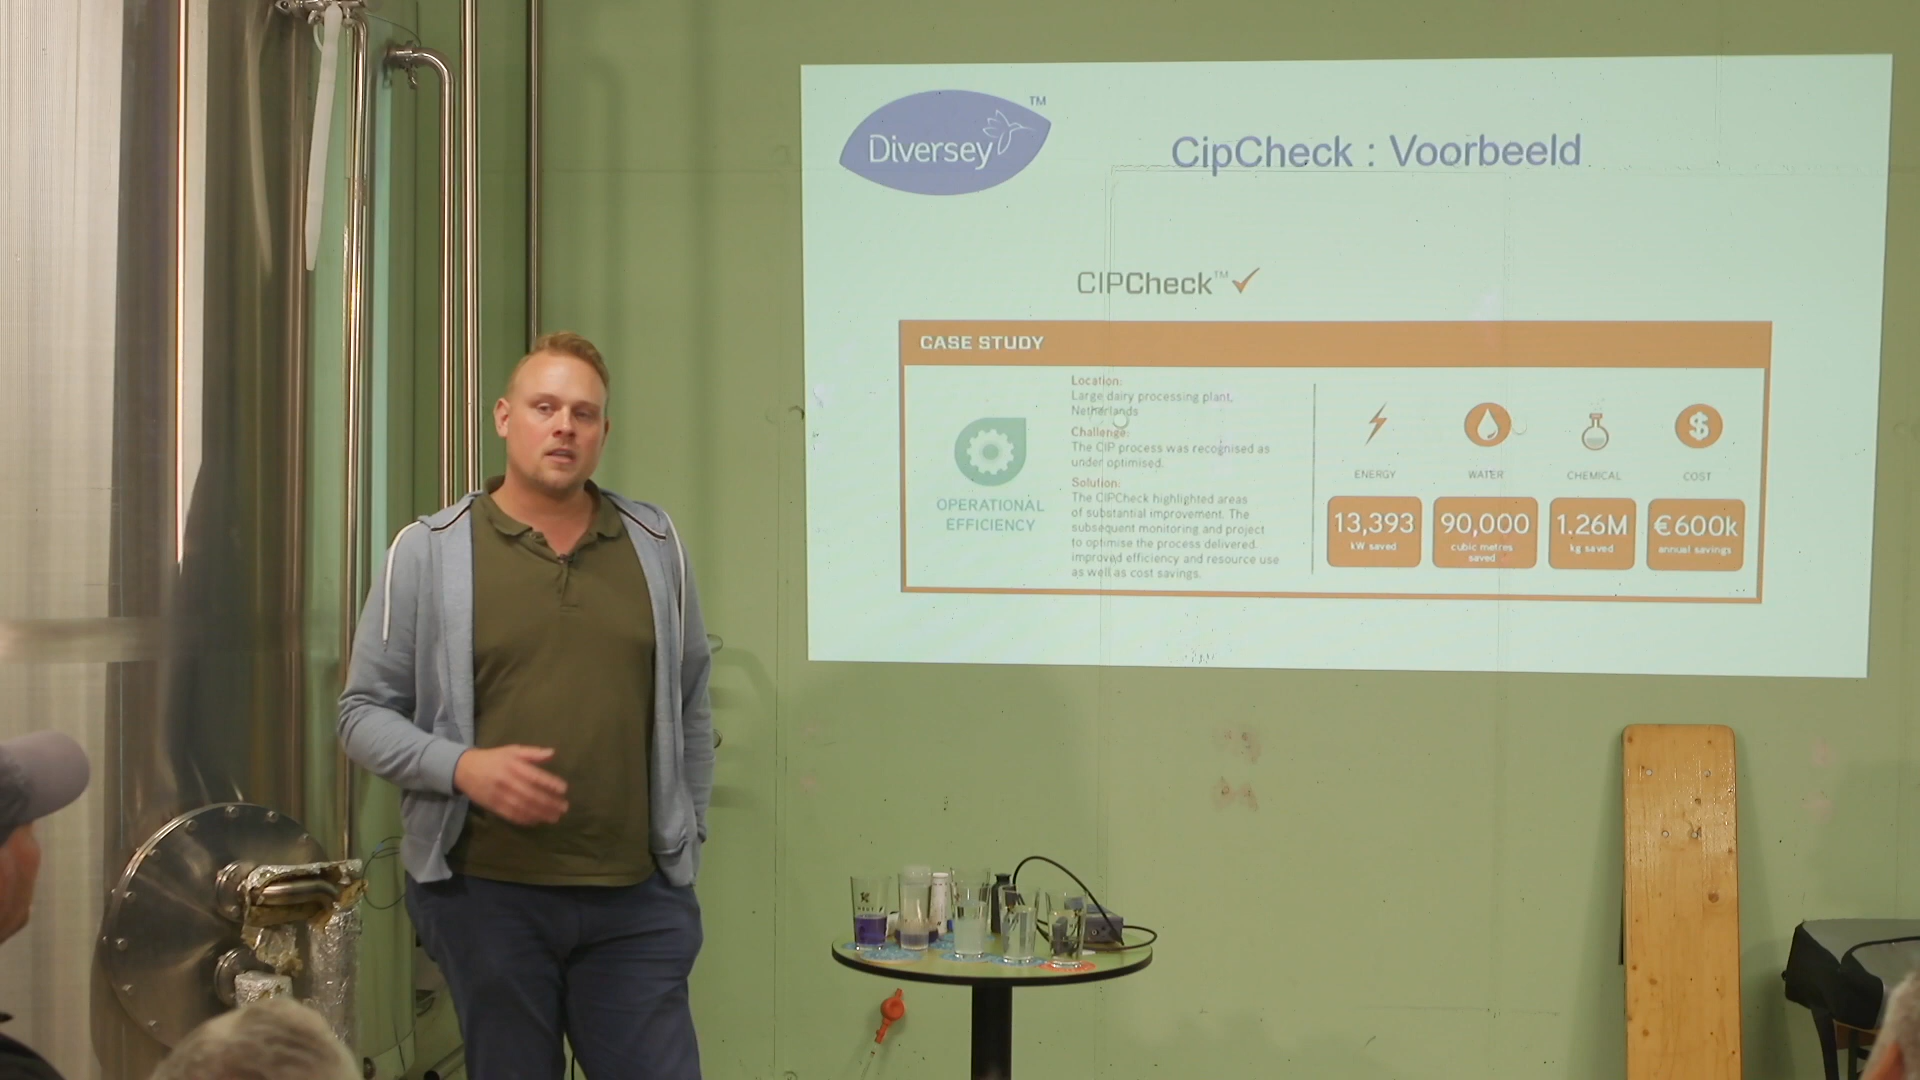 Diversey
TM
CipCheck : Voorbeeld
CIPCheck™
CASE STUDY
OPERATIONAL
EFFICIENCY
Location:
Large dairy processing plant,
Netherlands
Challenge:
The CIP process was recognised as
under optimised.
Solution:
The CIPCheck highlighted areas
of substantial improvement. The
subsequent monitoring and project
to optimise the process delivered
improved efficiency and resource use
as well as cost savings.
ENERGY
13,393
kW saved
WATER
90,000
cubic metres
saved
CHEMICAL
1.26M
kg saved
COST
€600k
annual savings